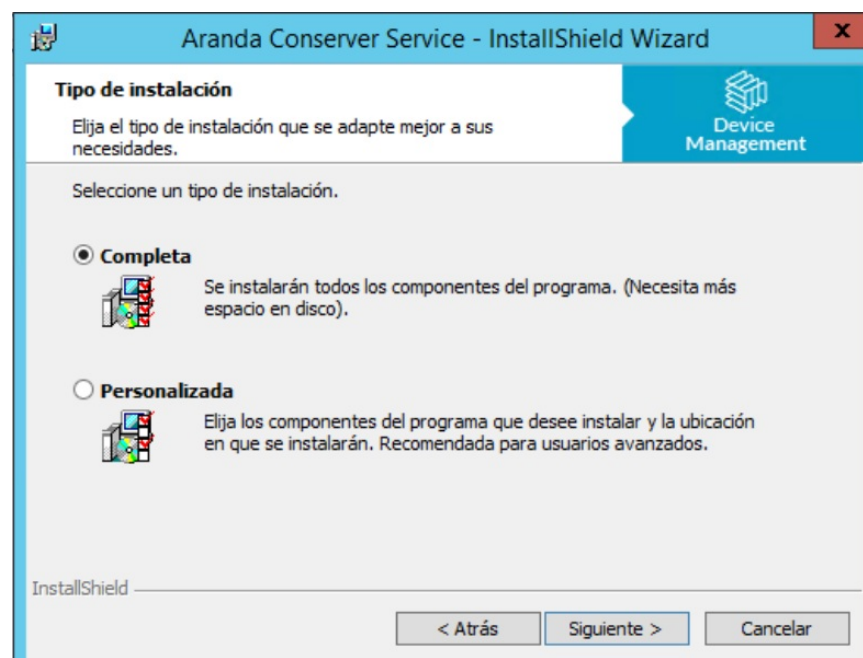 Aranda Conserver Service - InstallShield Wizard
x
Tipo de instalación
Elija el tipo de instalación que se adapte mejor a sus
necesidades.
Device
Management
Seleccione un tipo de instalación.
Completa
Se instalarán todos los componentes del programa. (Necesita más
espacio en disco).
Personalizada
Elija los componentes del programa que desee instalar y la ubicación
en que se instalarán. Recomendada para usuarios avanzados.
InstallShield
< Atrás
Siguiente >
Cancelar